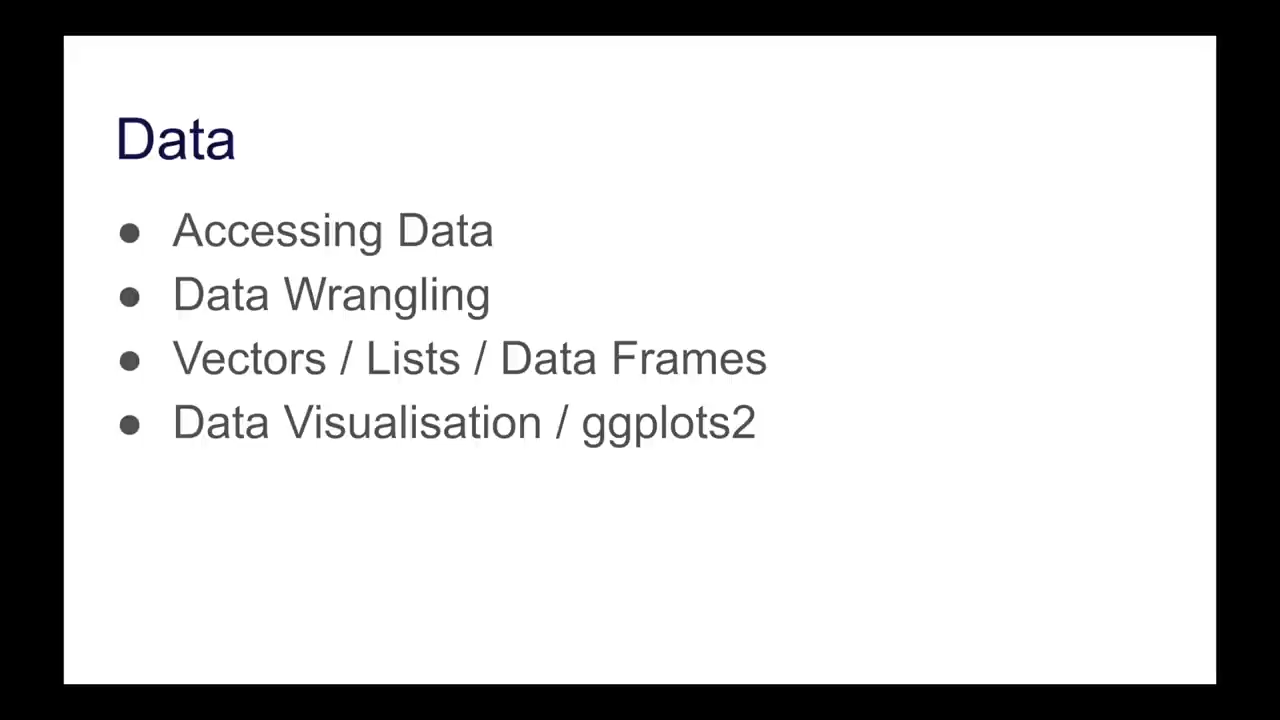 Data
● Accessing Data
● Data Wrangling
● Vectors / Lists / Data Frames
● Data Visualisation / ggplots2